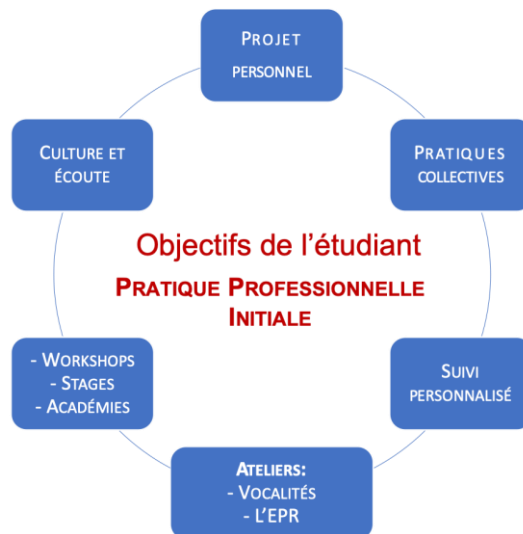 PROJET
PERSONNEL
CULTURE ET
ÉCOUTE
PRATIQUES
COLLECTIVES
Objectifs de l'étudiant
PRATIQUE PROFESSIONNELLE
INITIALE
- WORKSHOPS
- STAGES
- ACADÉMIES
SUIVI
PERSONNALISÉ
ATELIERS:
- VOCALITÉS
- L'EPR